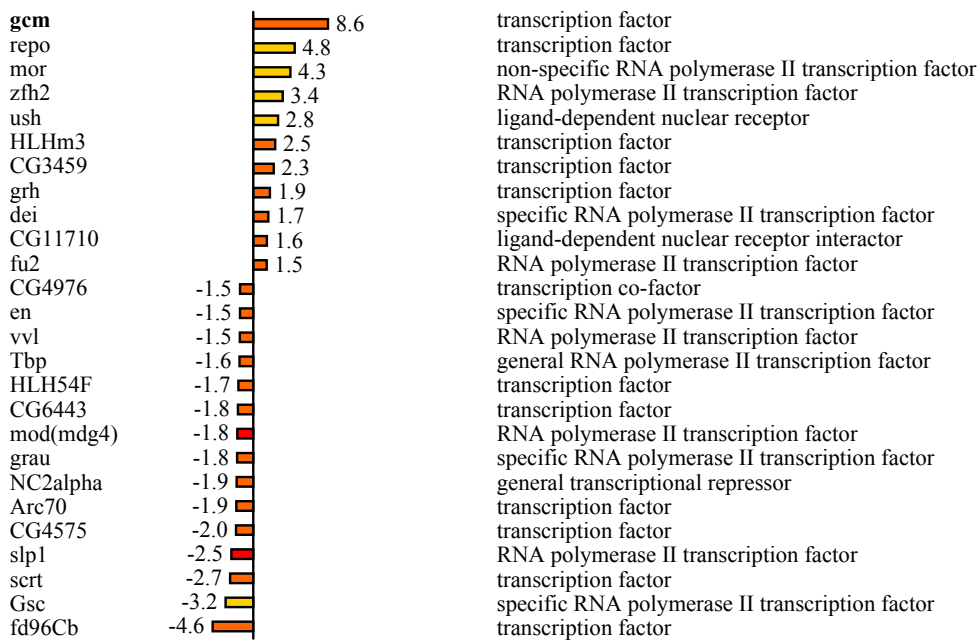 gcm 8.6 transcription factor
repo 4.8 transcription factor
mor 4.3 non-specific RNA polymerase II transcription factor
zfh2 3.4 RNA polymerase II transcription factor
ush 2.8 ligand-dependent nuclear receptor
HLHm3 2.5 transcription factor
CG3459 2.3 transcription factor
grh 1.9 transcription factor
dei 1.7 specific RNA polymerase II transcription factor
CG11710 1.6 ligand-dependent nuclear receptor interactor
fu2 1.5 RNA polymerase II transcription factor
CG4976 -1.5 transcription co-factor
en -1.5 specific RNA polymerase II transcription factor
vvl -1.5 RNA polymerase II transcription factor
Tbp -1.6 general RNA polymerase II transcription factor
HLH54F -1.7 transcription factor
CG6443 -1.8 transcription factor
mod(mdg4) -1.8 RNA polymerase II transcription factor
grau -1.8 specific RNA polymerase II transcription factor
NC2alpha -1.9 general transcriptional repressor
Arc70 -1.9 transcription factor
CG4575 -2.0 transcription factor
slp1 -2.5 RNA polymerase II transcription factor
scrt -2.7 transcription factor
Gsc -3.2 specific RNA polymerase II transcription factor
fd96Cb -4.6 transcription factor